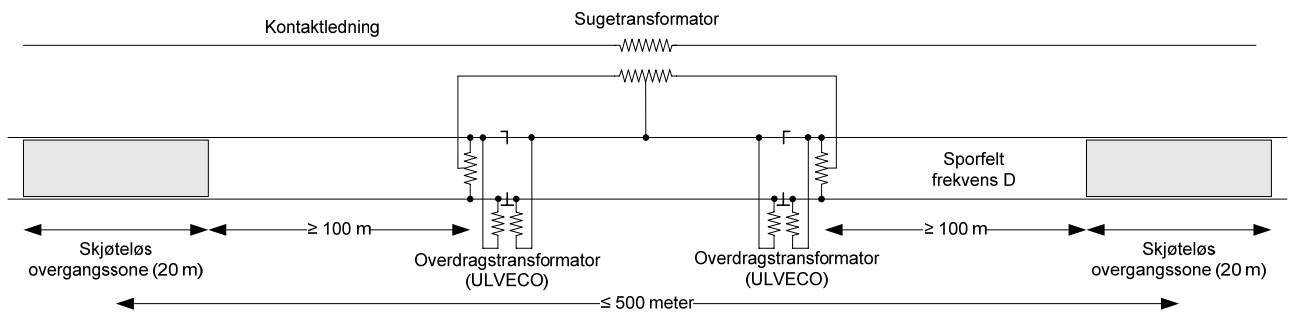 Sugetransformator
Kontaktledning
Sporfelt
frekvens D
≥ 100 m
≥ 100 m
Skjøteløs
overgangssone (20 m)
Overdragstransformator
(ULVECO)
Overdragstransformator
(ULVECO)
Skjøteløs
overgangssone (20 m)
≤ 500 meter